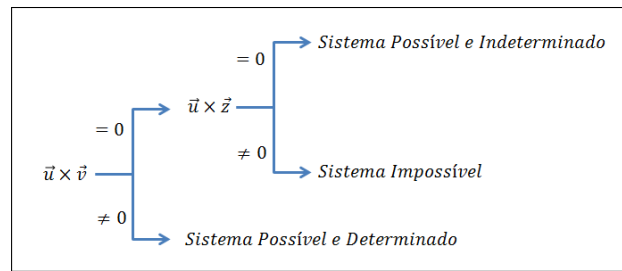 Sistema Possível e Indeterminado
= 0
u⃗ × z⃗
= 0
≠ 0
Sistema Impossível
u⃗ × v⃗
≠ 0
Sistema Possível e Determinado